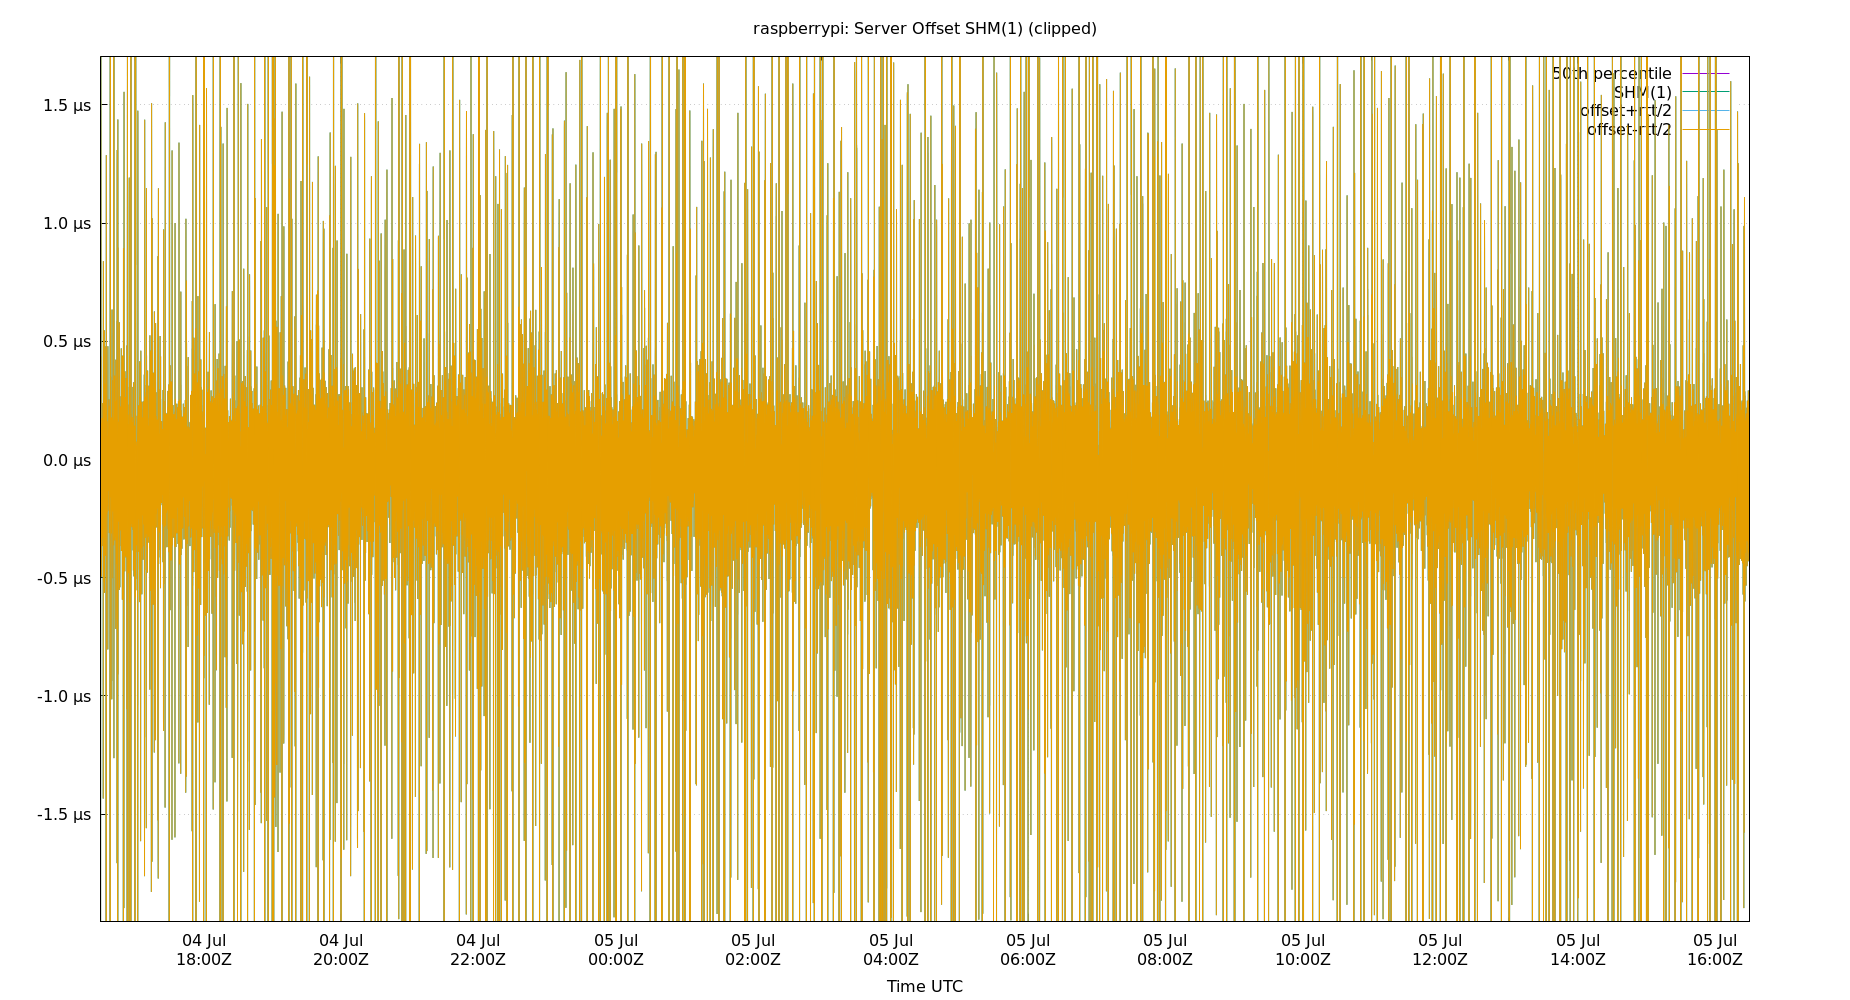 raspberrypi: Server Offset SHM(1) (clipped)
50th percentile
SHM(1)
offset+rtt/2
offset-rtt/2
1.5 µs
1.0 µs
0.5 µs
0.0 µs
-0.5 µs
-1.0 µs
-1.5 µs
04 Jul 04 Jul 04 Jul 05 Jul 05 Jul 05 Jul 05 Jul 05 Jul 05 Jul 05 Jul 05 Jul 05 Jul
18:00Z 20:00Z 22:00Z 00:00Z 02:00Z 04:00Z 06:00Z 08:00Z 10:00Z 12:00Z 14:00Z 16:00Z
Time UTC